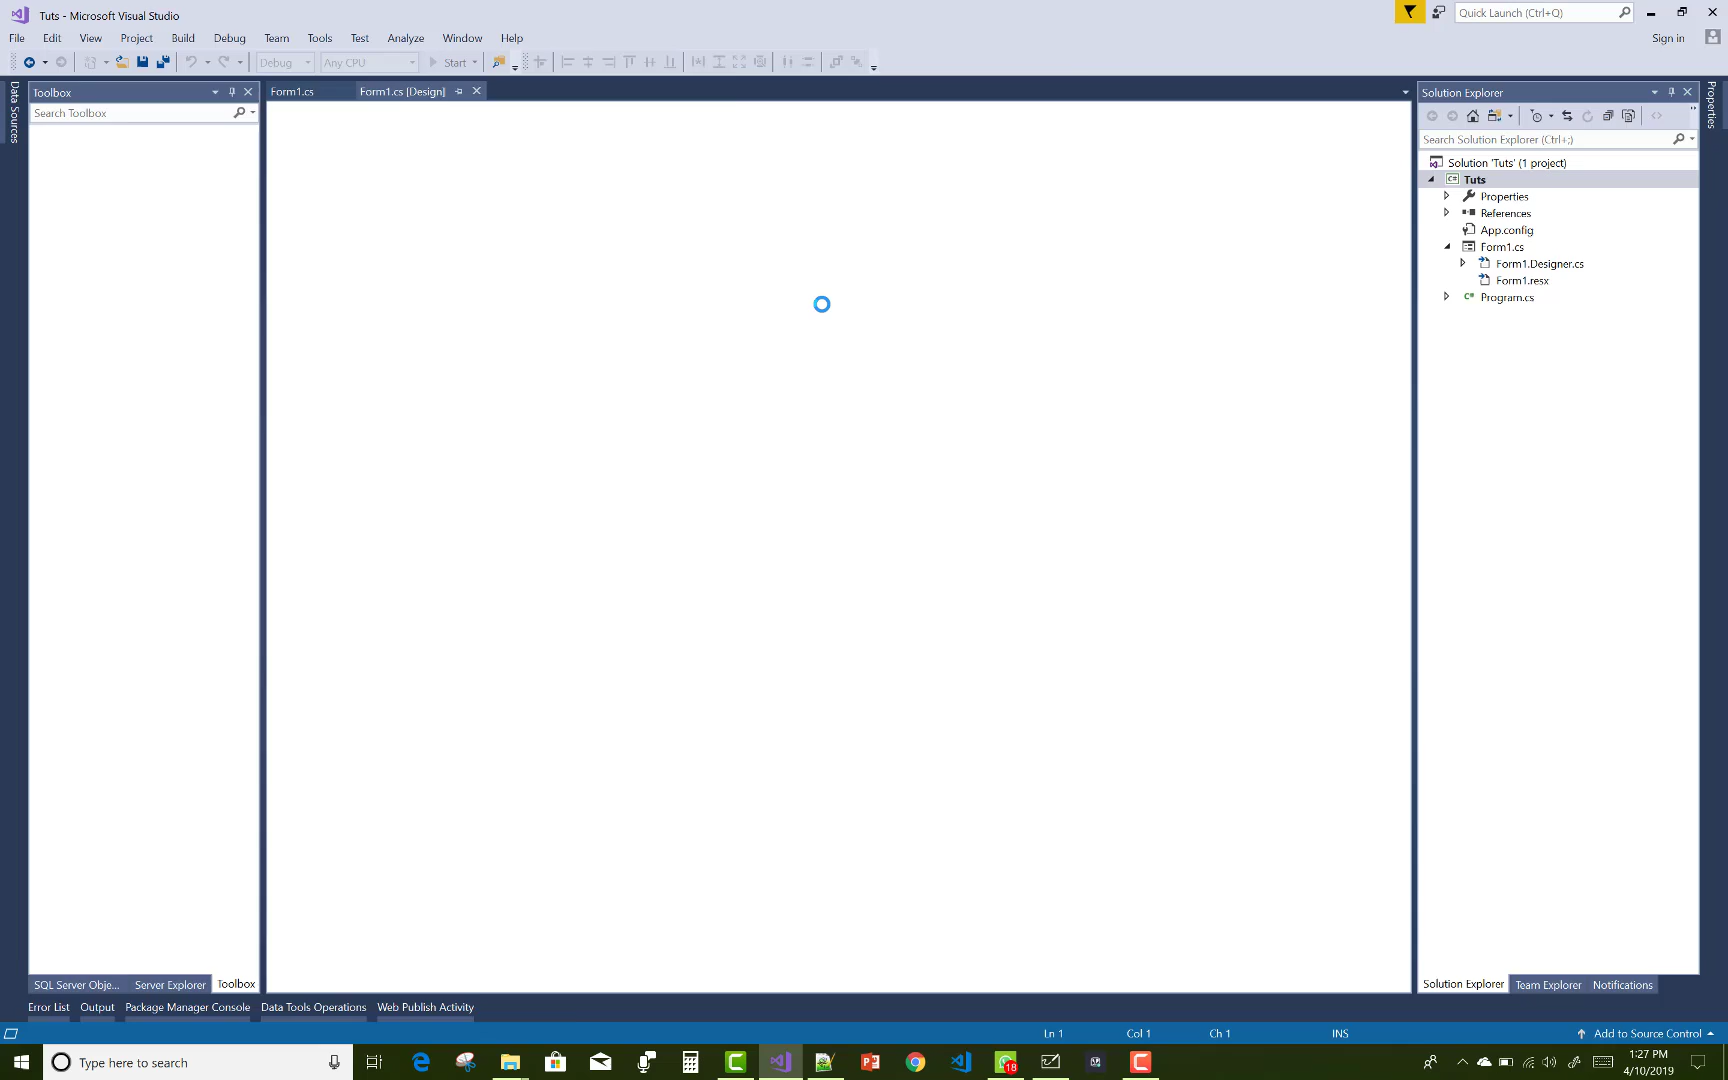 Tuts - Microsoft Visual Studio
Quick Launch (Ctrl+Q)
File Edit View Project Build Debug Team Tools Test Analyze Window Help
Sign in
Debug Any CPU Start
Data Sources
Toolbox
Search Toolbox
Form1.cs
Form1.cs [Design]
Solution Explorer
Search Solution Explorer (Ctrl+;)
Solution 'Tuts' (1 project)
C# Tuts
Properties
References
App.config
Form1.cs
Form1.Designer.cs
Form1.resx
C# Program.cs
Properties
SQL Server Obje... Server Explorer Toolbox
Solution Explorer Team Explorer Notifications
Error List Output Package Manager Console Data Tools Operations Web Publish Activity
Ln 1 Col 1 Ch 1 INS Add to Source Control
Type here to search
18
1:27 PM
4/10/2019